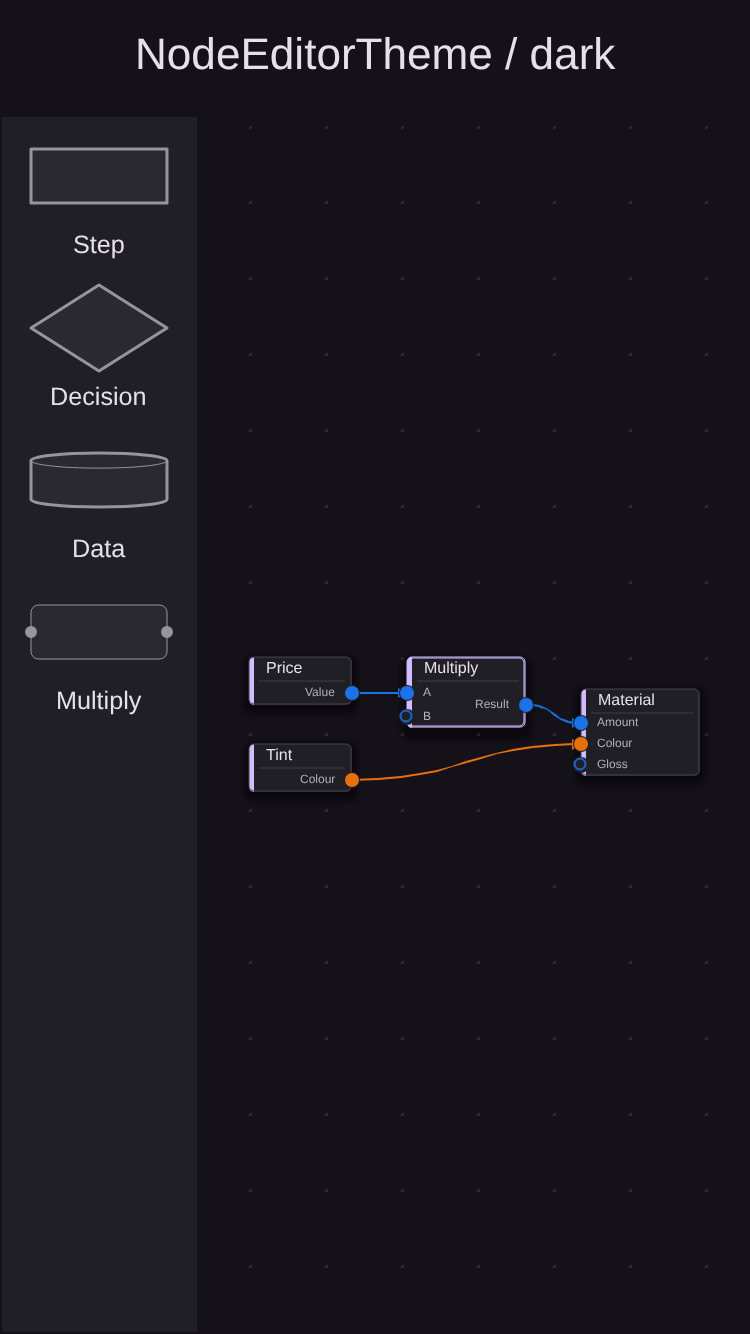 NodeEditorTheme / dark
Step
Decision
Data
Multiply
Price
Value
Multiply
A
Result
B
Material
Amount
Colour
Gloss
Tint
Colour